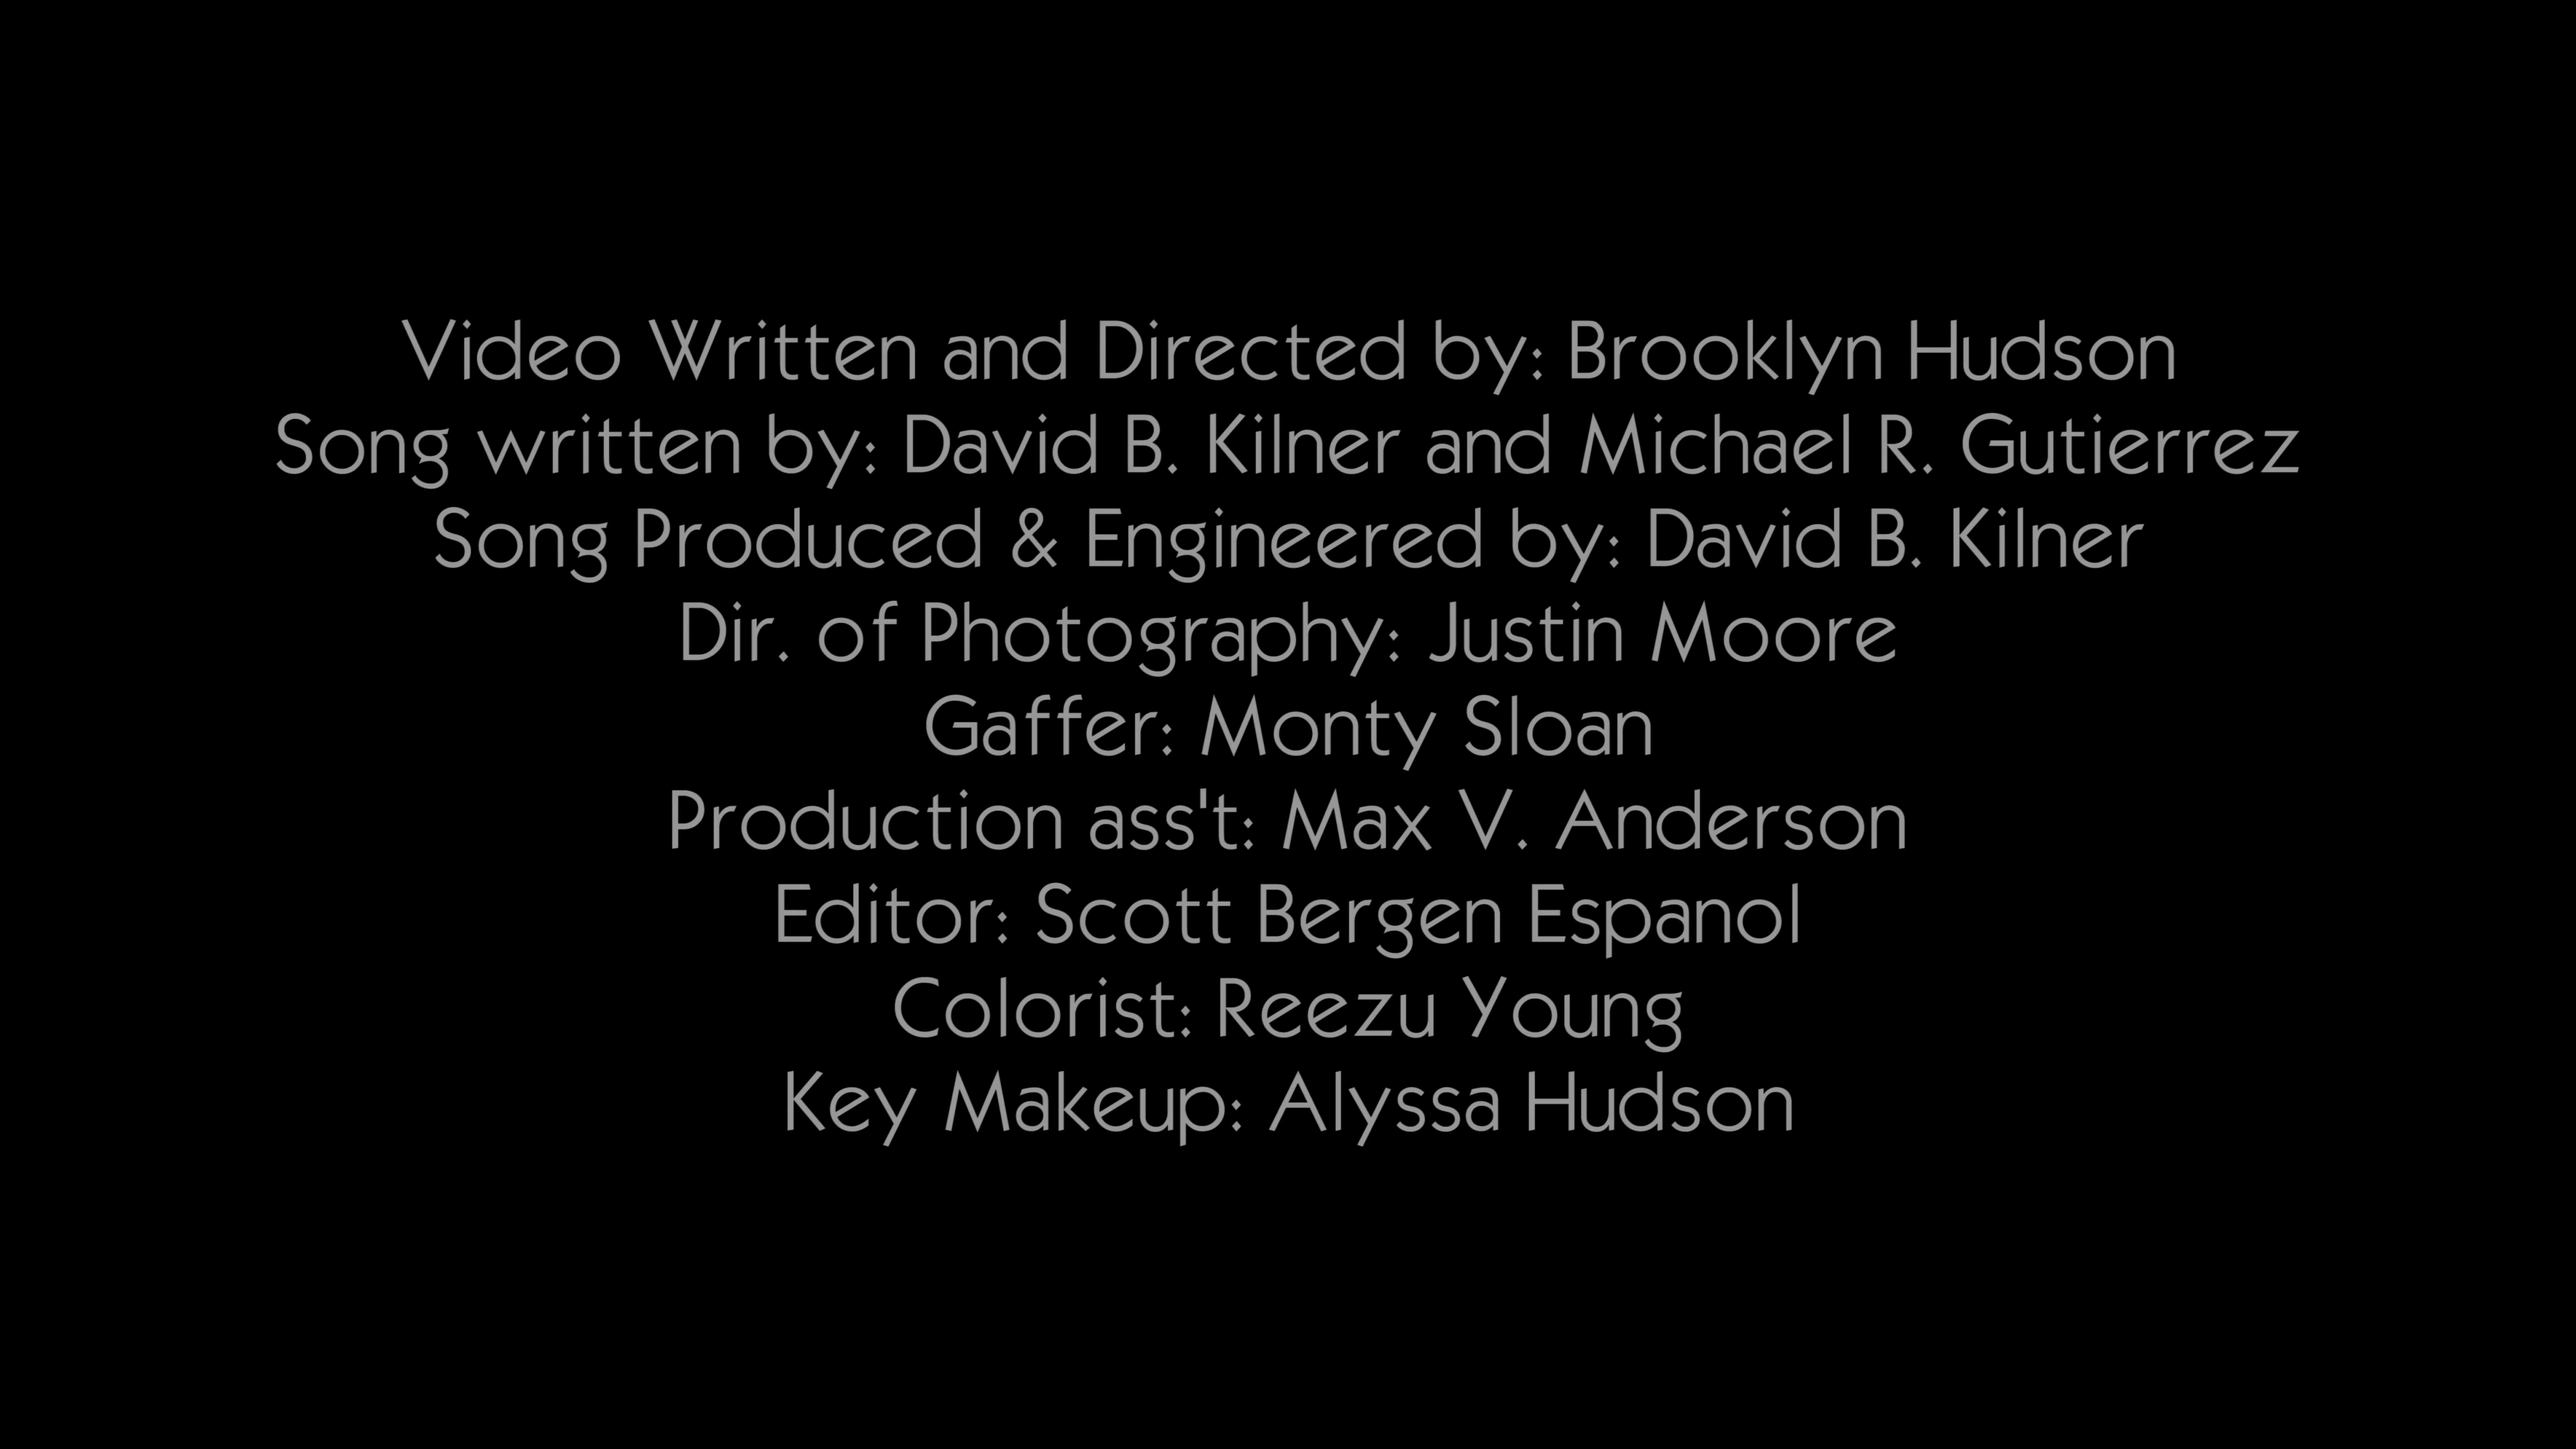 Video Written and Directed by: Brooklyn Hudson
Song written by: David B. Kilner and Michael R. Gutierrez
Song Produced & Engineered by: David B. Kilner
Dir. of Photography: Justin Moore
Gaffer: Monty Sloan
Production ass't: Max V. Anderson
Editor: Scott Bergen Espanol
Colorist: Reezu Young
Key Makeup: Alyssa Hudson